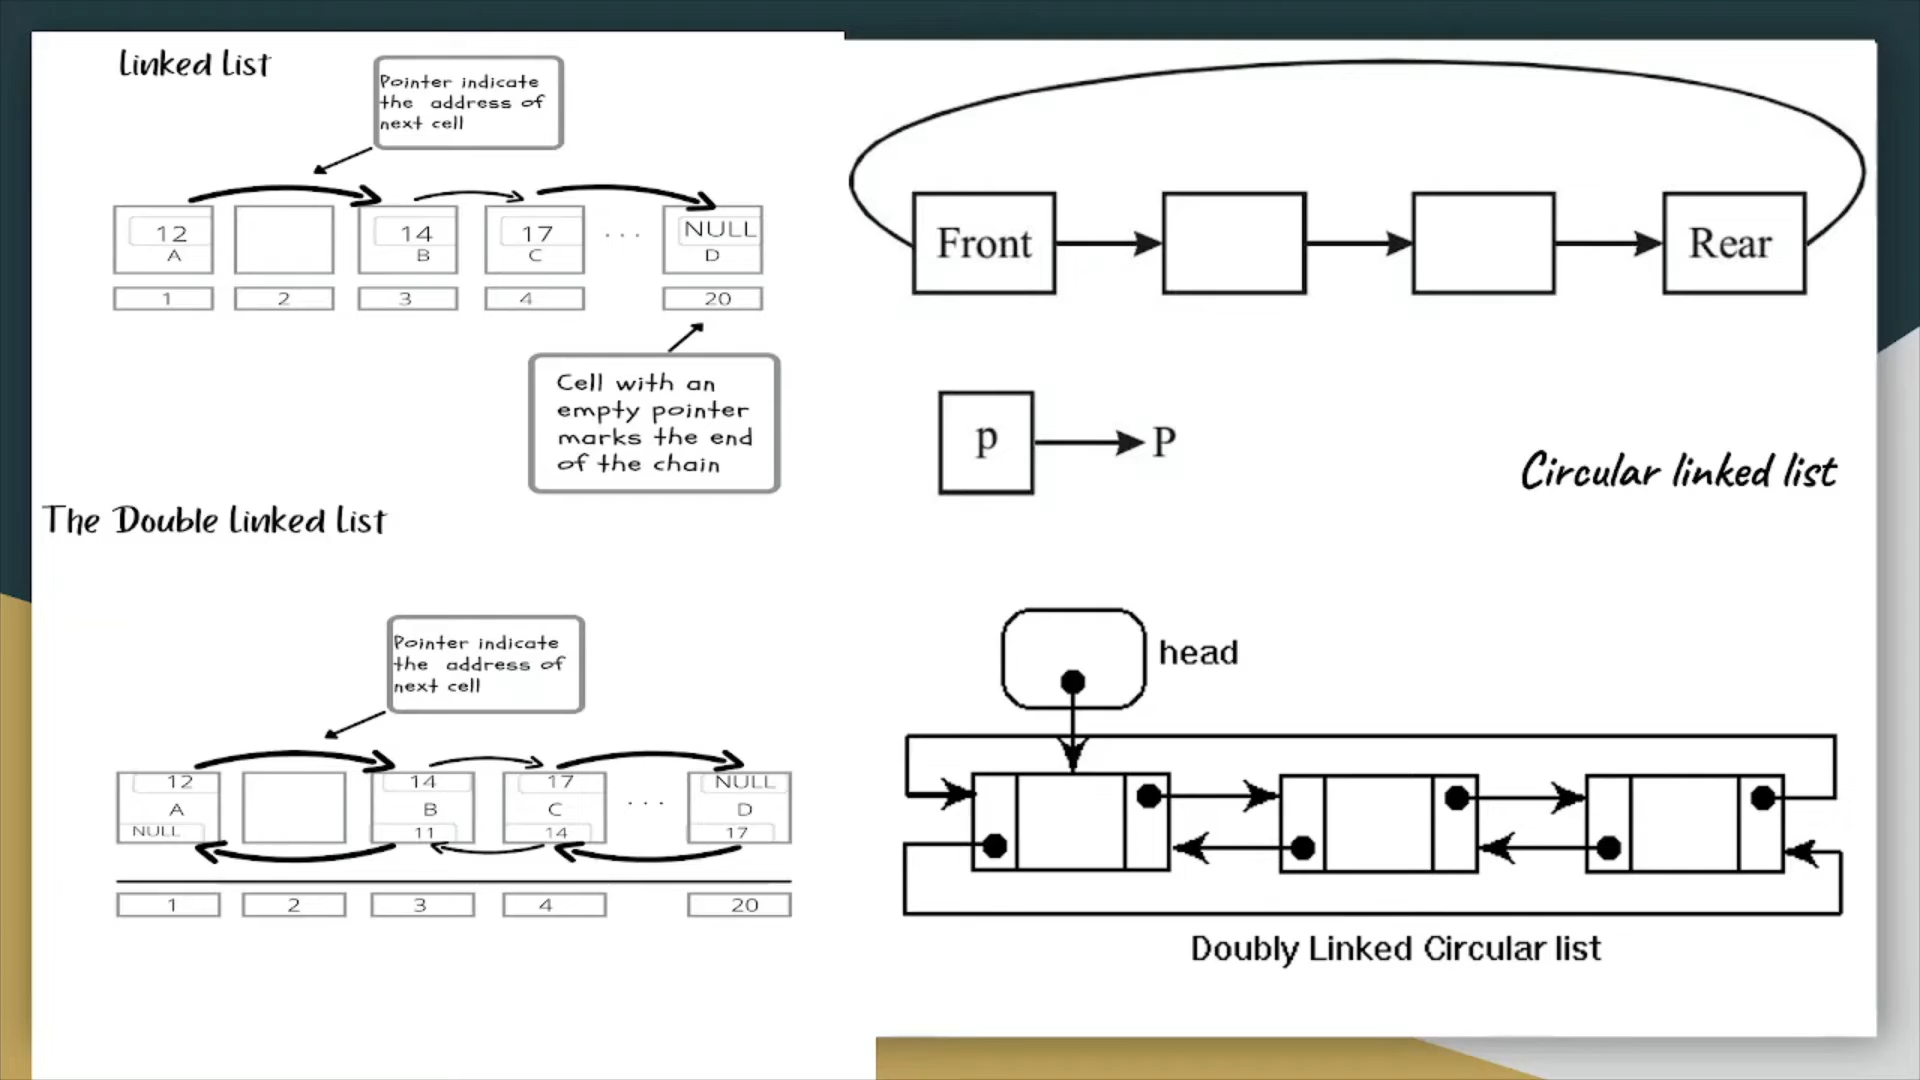 Linked List
Pointer indicate
the address of
next cell
12 14 17 ... NULL
A B C D
1 2 3 4 20
Cell with an
empty pointer
marks the end
of the chain
The Double Linked List
Pointer indicate
the address of
next cell
12 14 17 NULL
A B C ... D
NULL 11 14 17
1 2 3 4 20
Front Rear
p P
Circular linked list
head
Doubly Linked Circular list